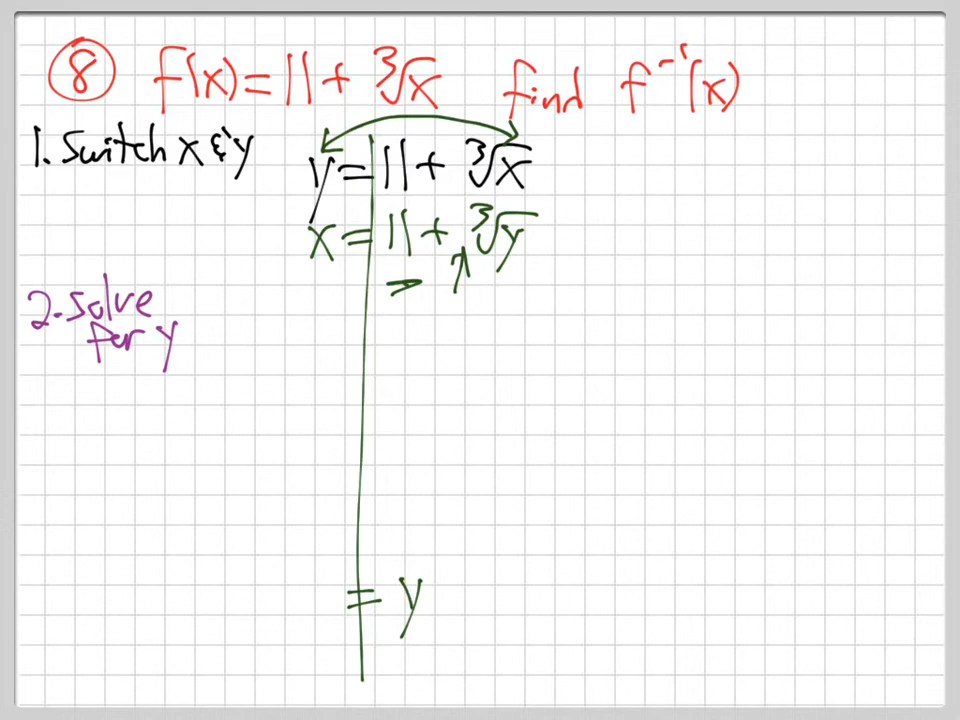 8 f(x) = 11 + ∛x find f⁻¹(x)
1. Switch x & y
y = 11 + ∛x
x = 11 + ∛y
2. Solve
for y
= y